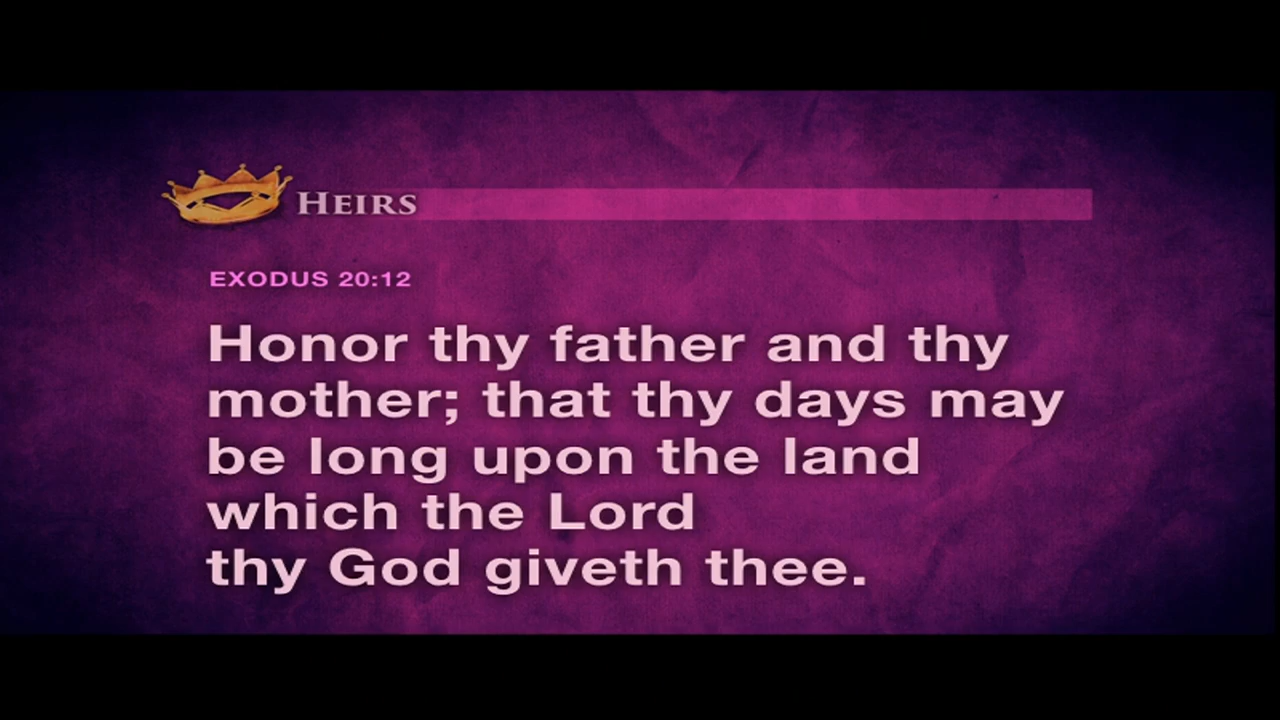 Heirs
EXODUS 20:12
Honor thy father and thy
mother; that thy days may
be long upon the land
which the Lord
thy God giveth thee.